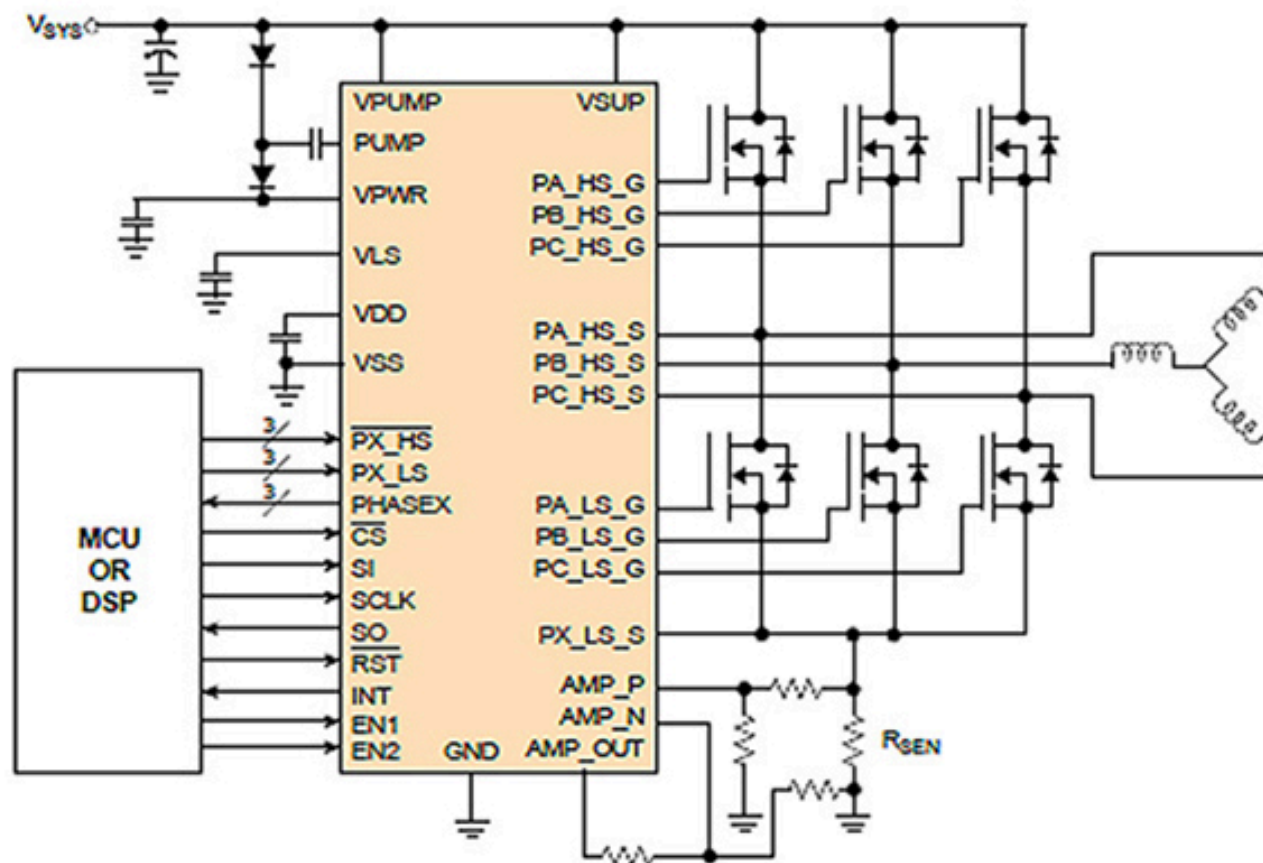 V_SYS
VPUMP
VSUP
PUMP
VPWR
VLS
VDD
VSS
PA_HS_G
PB_HS_G
PC_HS_G
PA_HS_S
PB_HS_S
PC_HS_S
MCU
OR
DSP
3
3
3
PX_HS
PX_LS
PHASEX
CS
SI
SCLK
SO
RST
INT
EN1
EN2
GND
PA_LS_G
PB_LS_G
PC_LS_G
PX_LS_S
AMP_P
AMP_N
AMP_OUT
R_SEN